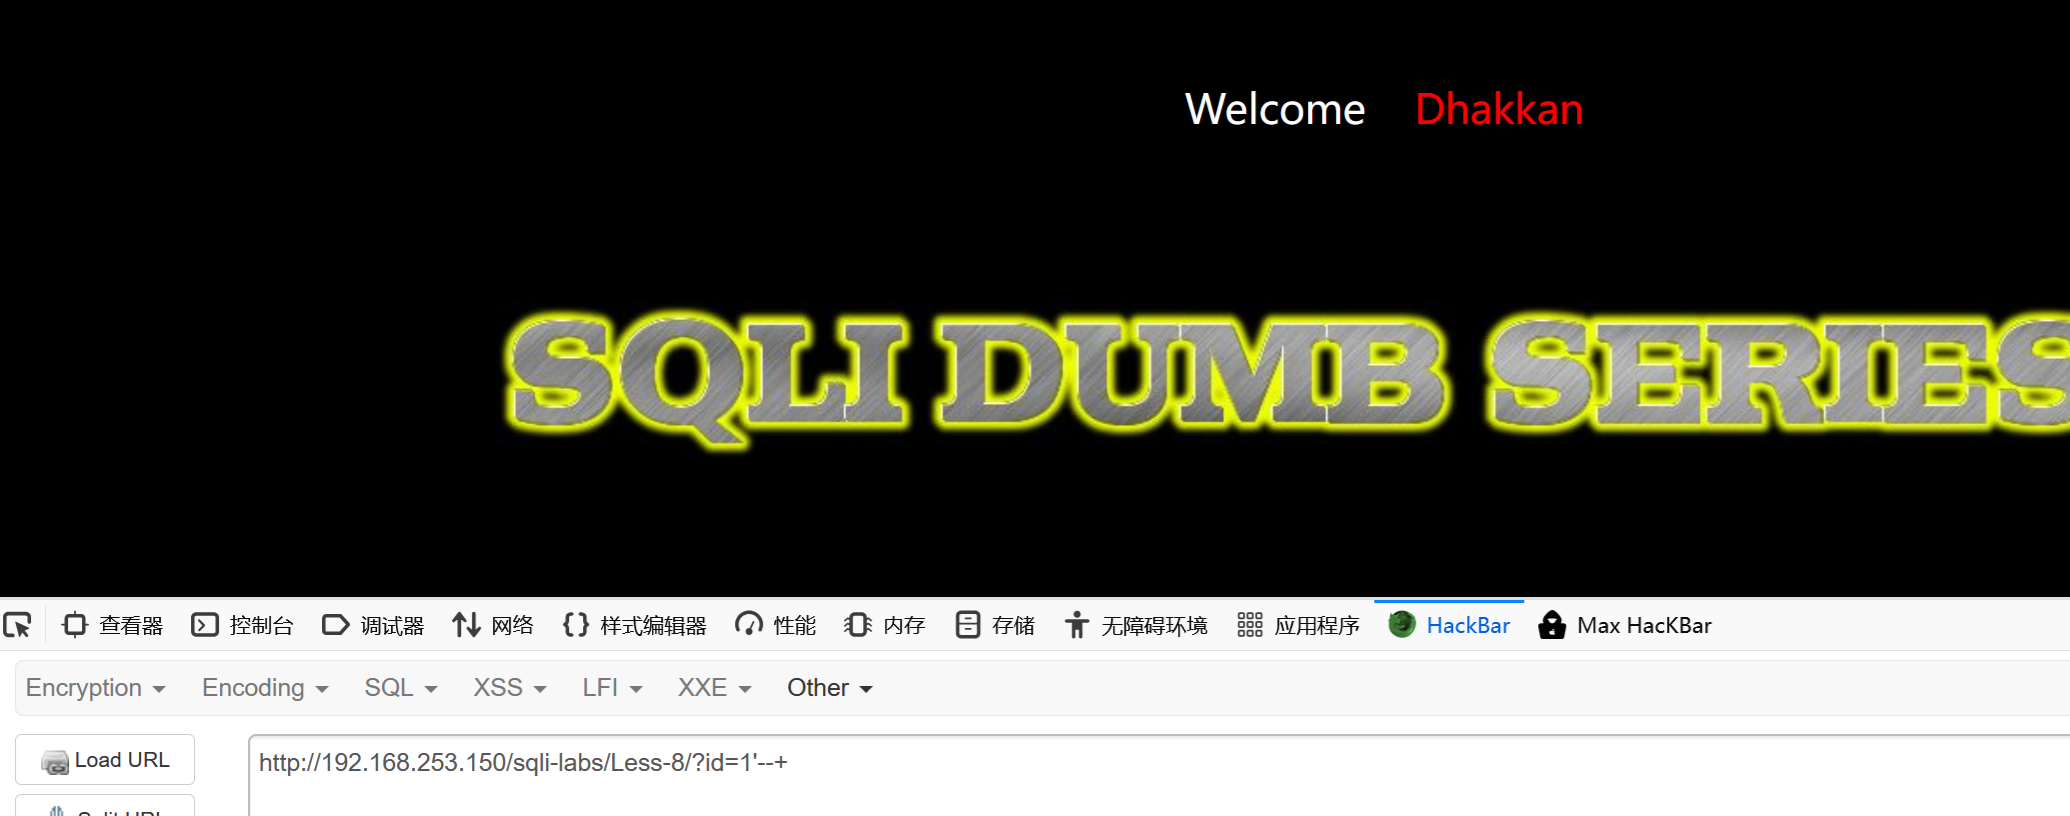 Welcome Dhakkan
SQLI DUMB SERIES
查看器 控制台 调试器 网络 {} 样式编辑器 性能 内存 存储 无障碍环境 应用程序 HackBar Max HacKBar
Encryption Encoding SQL XSS LFI XXE Other
Load URL
http://192.168.253.150/sqli-labs/Less-8/?id=1'--+
Split URL